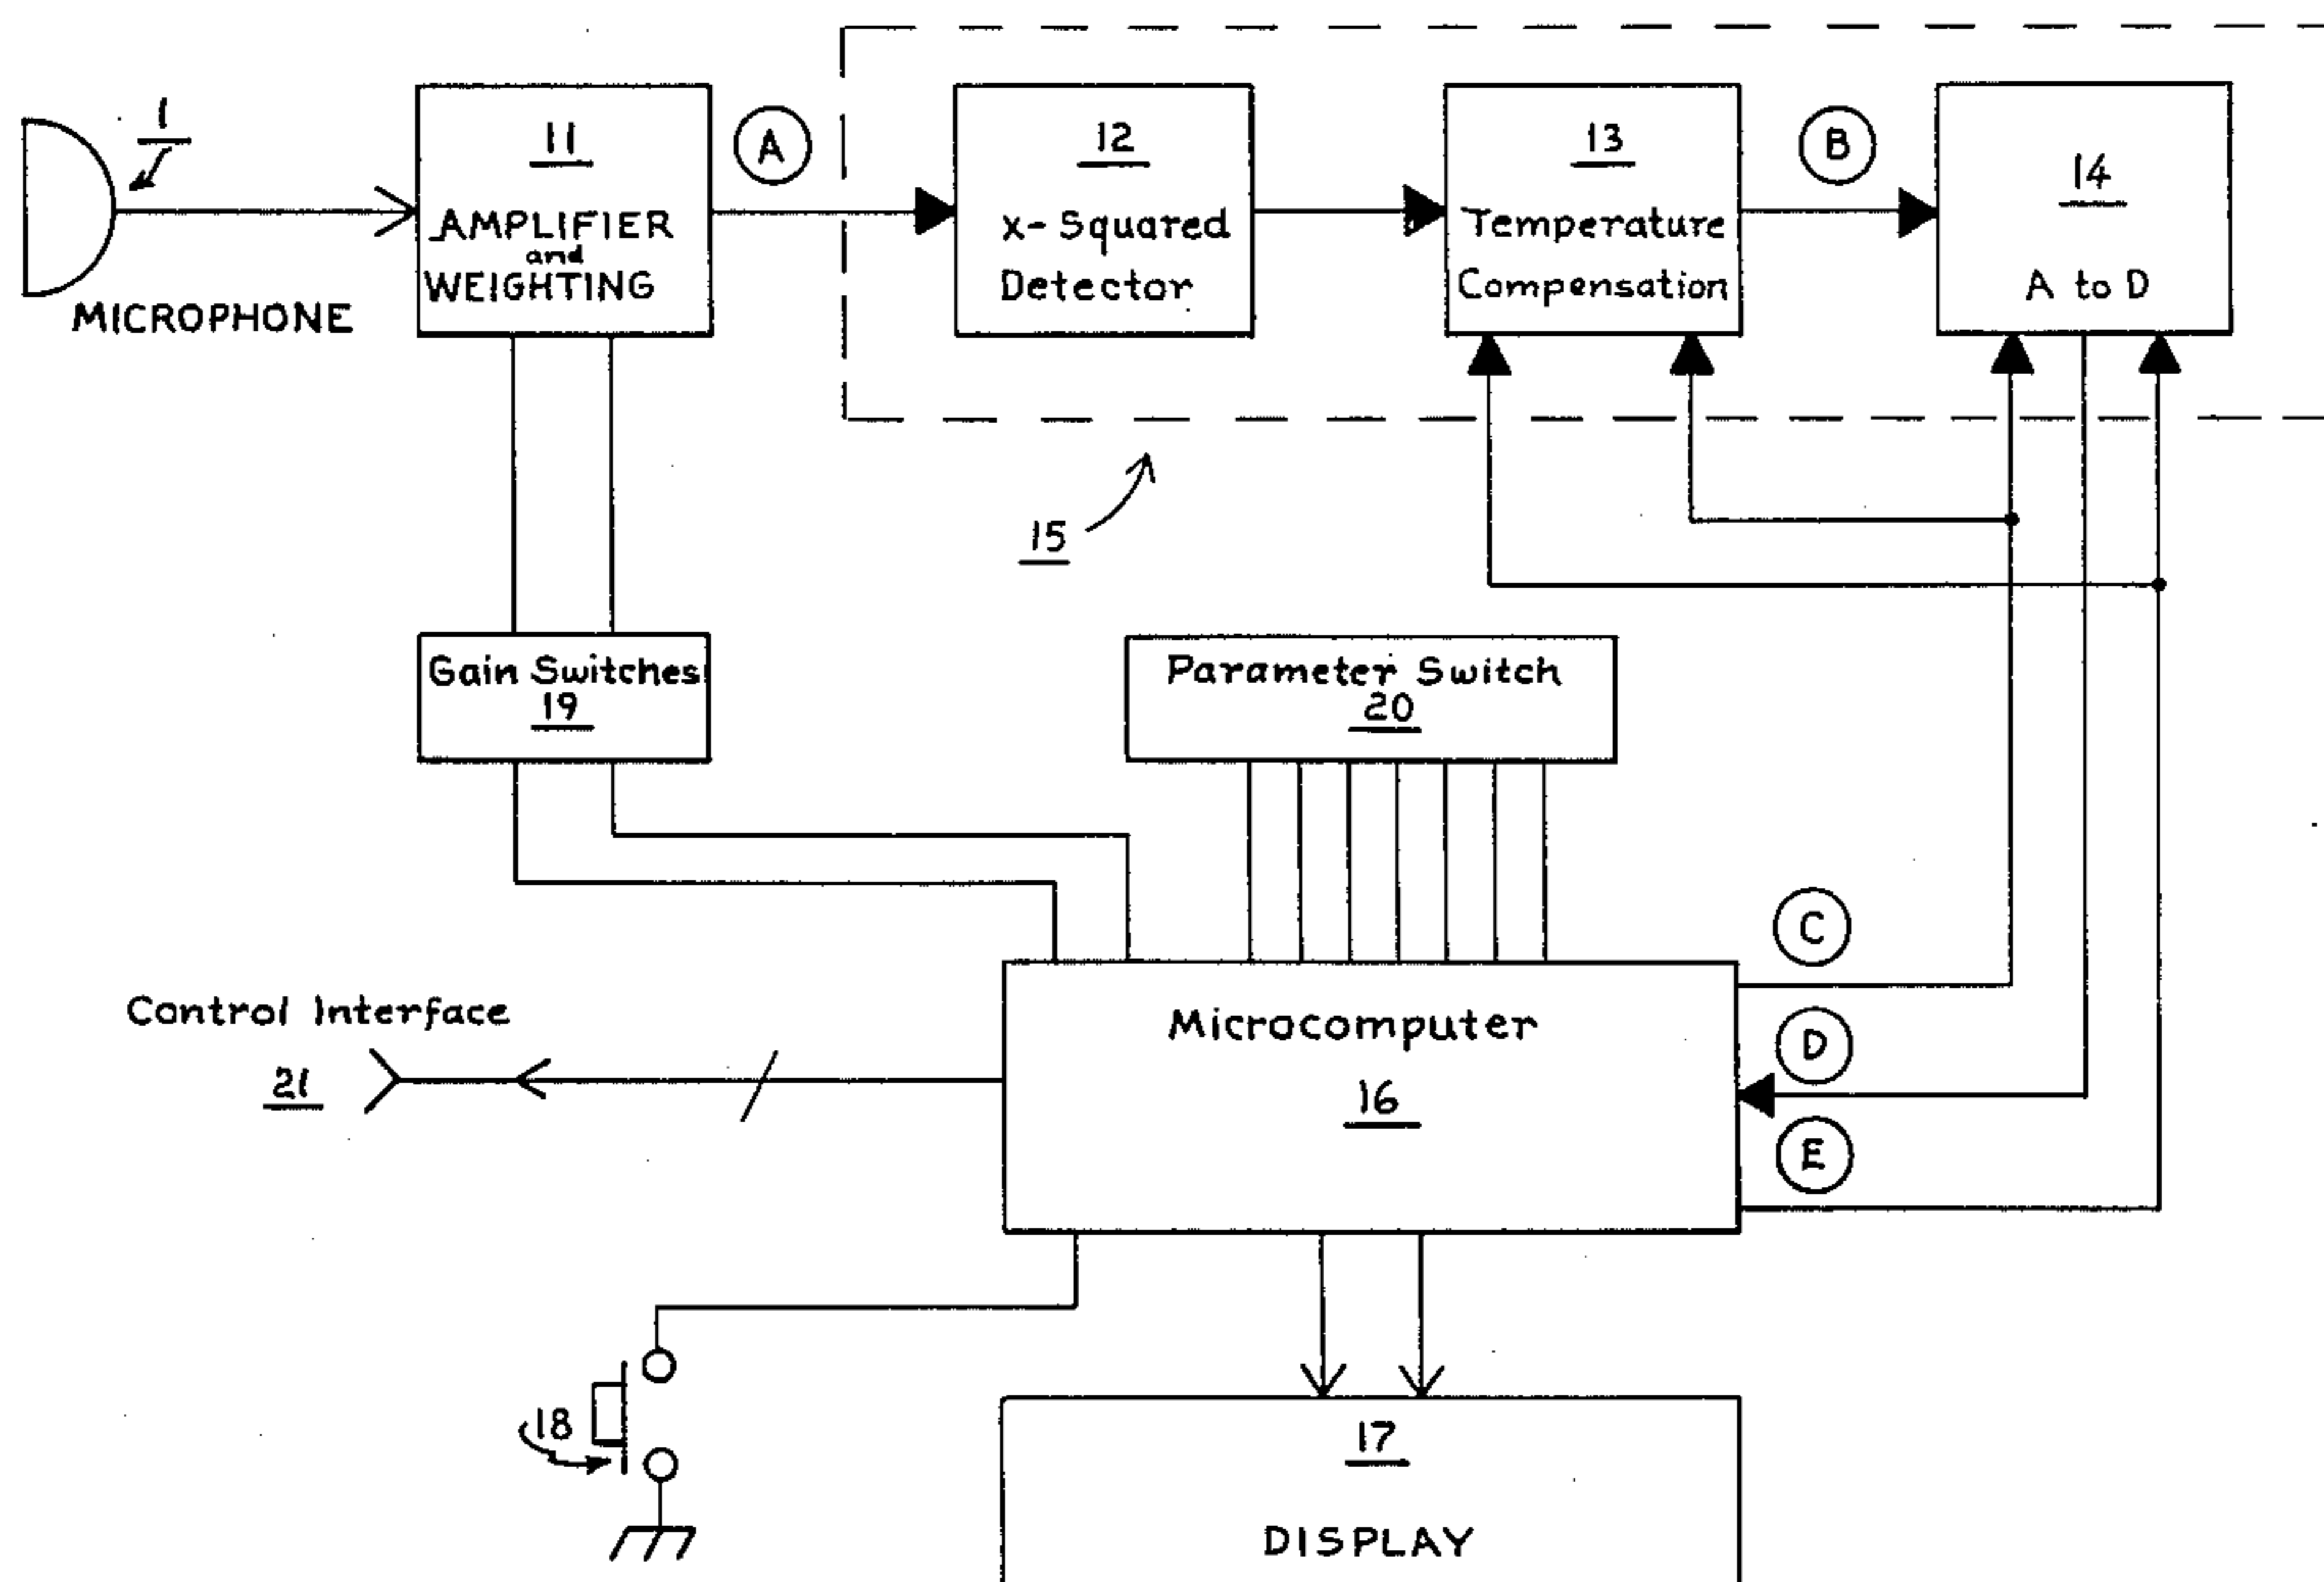 1
MICROPHONE
11
AMPLIFIER
and
WEIGHTING
A
12
x-Squared
Detector
13
Temperature
Compensation
B
14
A to D
15
Gain Switches
19
Parameter Switch
20
Control Interface
21
Microcomputer
16
C
D
E
18
17
DISPLAY